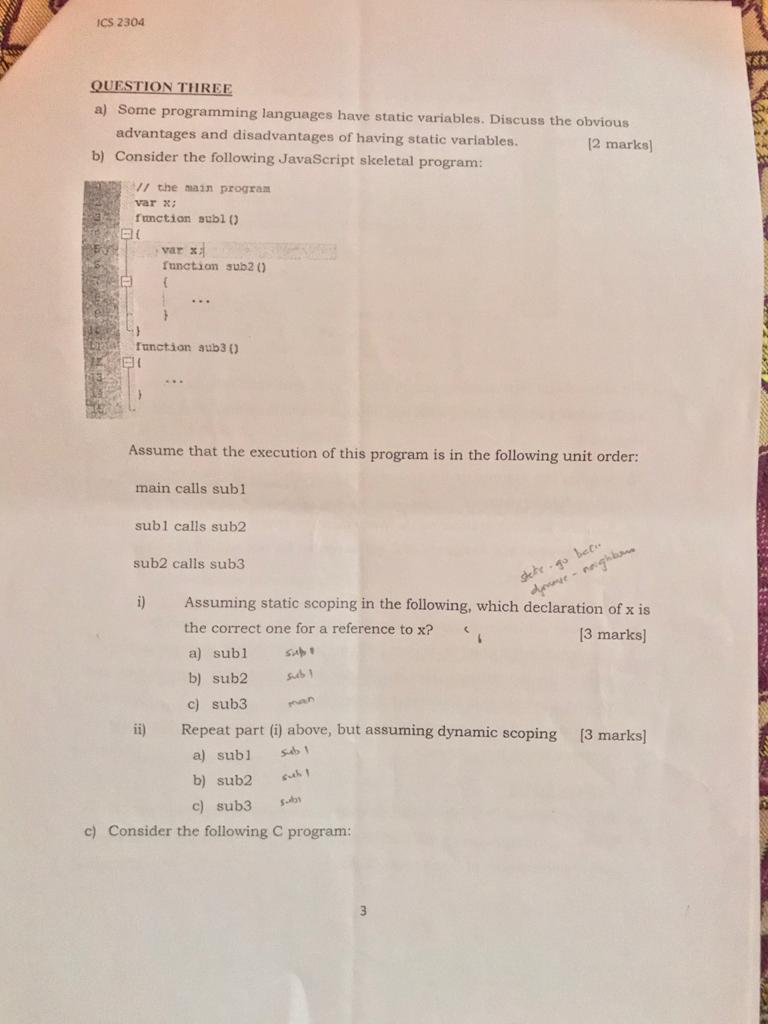 ICS 2304
QUESTION THREE
a) Some programming languages have static variables. Discuss the obvious
advantages and disadvantages of having static variables. [2 marks]
b) Consider the following JavaScript skeletal program:
// the main program
var x;
function sub1()
{
var x;
function sub2()
{
...
}
}
function sub3()
{
...
}
Assume that the execution of this program is in the following unit order:
main calls sub1
sub1 calls sub2
sub2 calls sub3
dynamic - neighbours
i) Assuming static scoping in the following, which declaration of x is
the correct one for a reference to x? [3 marks]
a) sub1 sub1
b) sub2 sub1
c) sub3 main
ii) Repeat part (i) above, but assuming dynamic scoping [3 marks]
a) sub1 sub1
b) sub2 sub1
c) sub3 sub1
c) Consider the following C program:
3